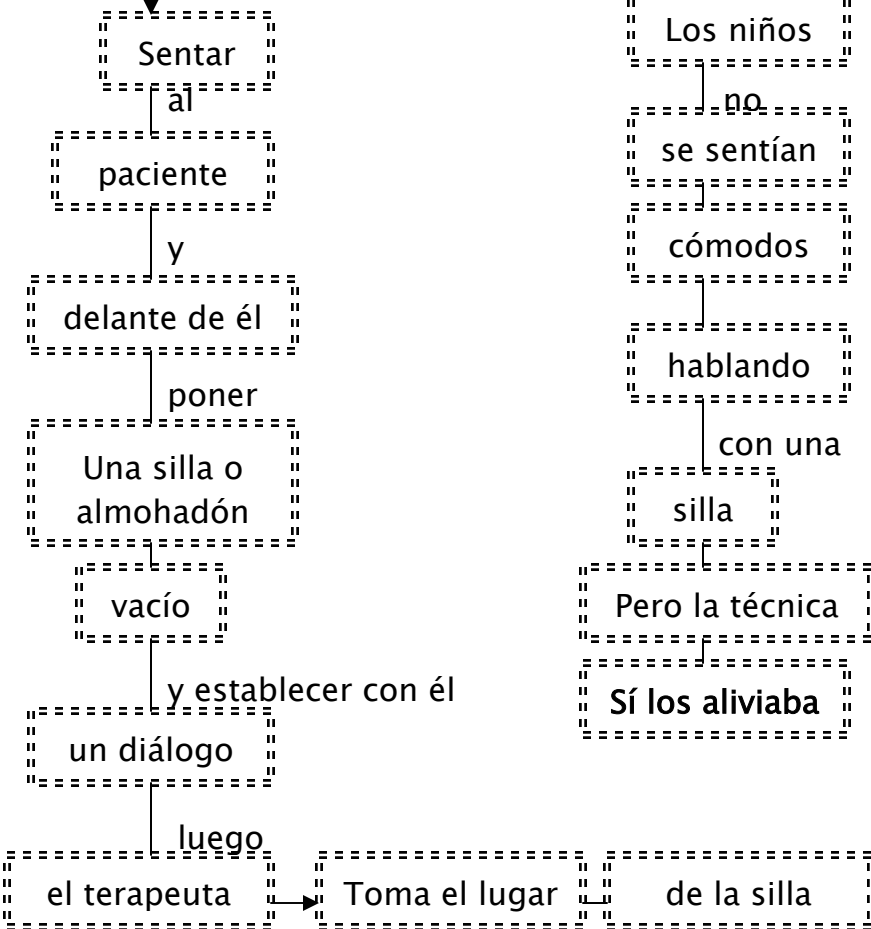 Sentar
al
paciente
y
delante de él
poner
Una silla o
almohadón
vacío
y establecer con él
un diálogo
luego
el terapeuta
Toma el lugar
de la silla
Los niños
no
se sentían
cómodos
hablando
con una
silla
Pero la técnica
Sí los aliviaba